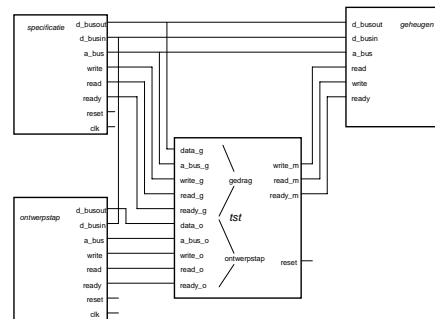 specificatie
d_busout
d_busin
a_bus
write
read
ready
reset
clk
d_busout
d_busin
a_bus
read
write
ready
geheugen
ontwerpstap
d_busout
d_busin
a_bus
write
read
ready
reset
clk
data_g
a_bus_g
write_g
read_g
ready_g
data_o
a_bus_o
write_o
read_o
ready_o
gedrag
tst
ontwerpstap
write_m
read_m
ready_m
reset